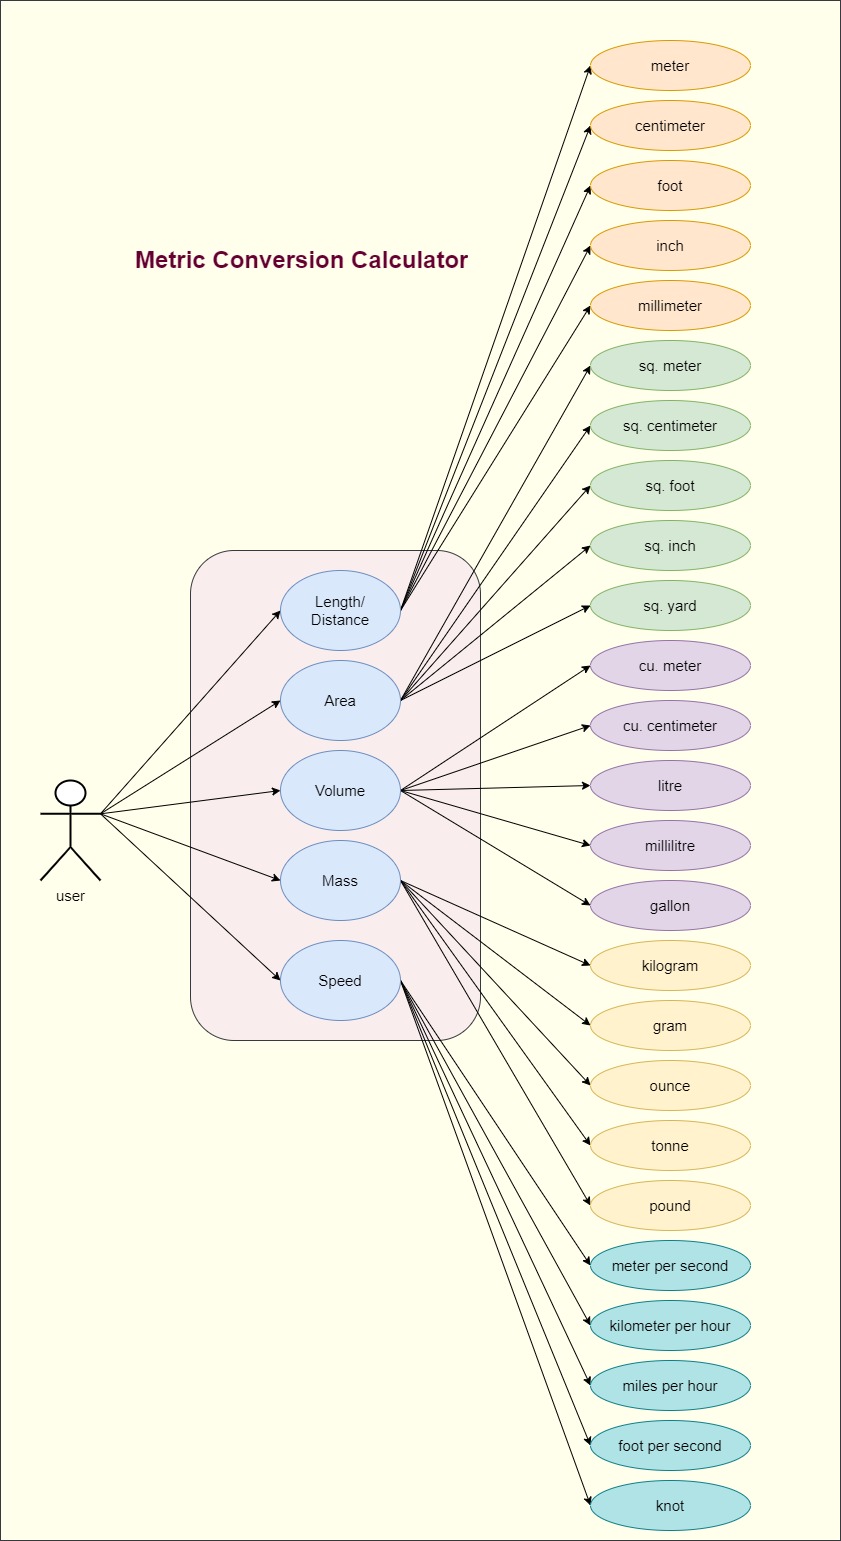 meter
centimeter
foot
inch
Metric Conversion Calculator
millimeter
sq. meter
sq. centimeter
sq. foot
sq. inch
sq. yard
Length/
Distance
Area
Volume
Mass
Speed
user
cu. meter
cu. centimeter
litre
millilitre
gallon
kilogram
gram
ounce
tonne
pound
meter per second
kilometer per hour
miles per hour
foot per second
knot